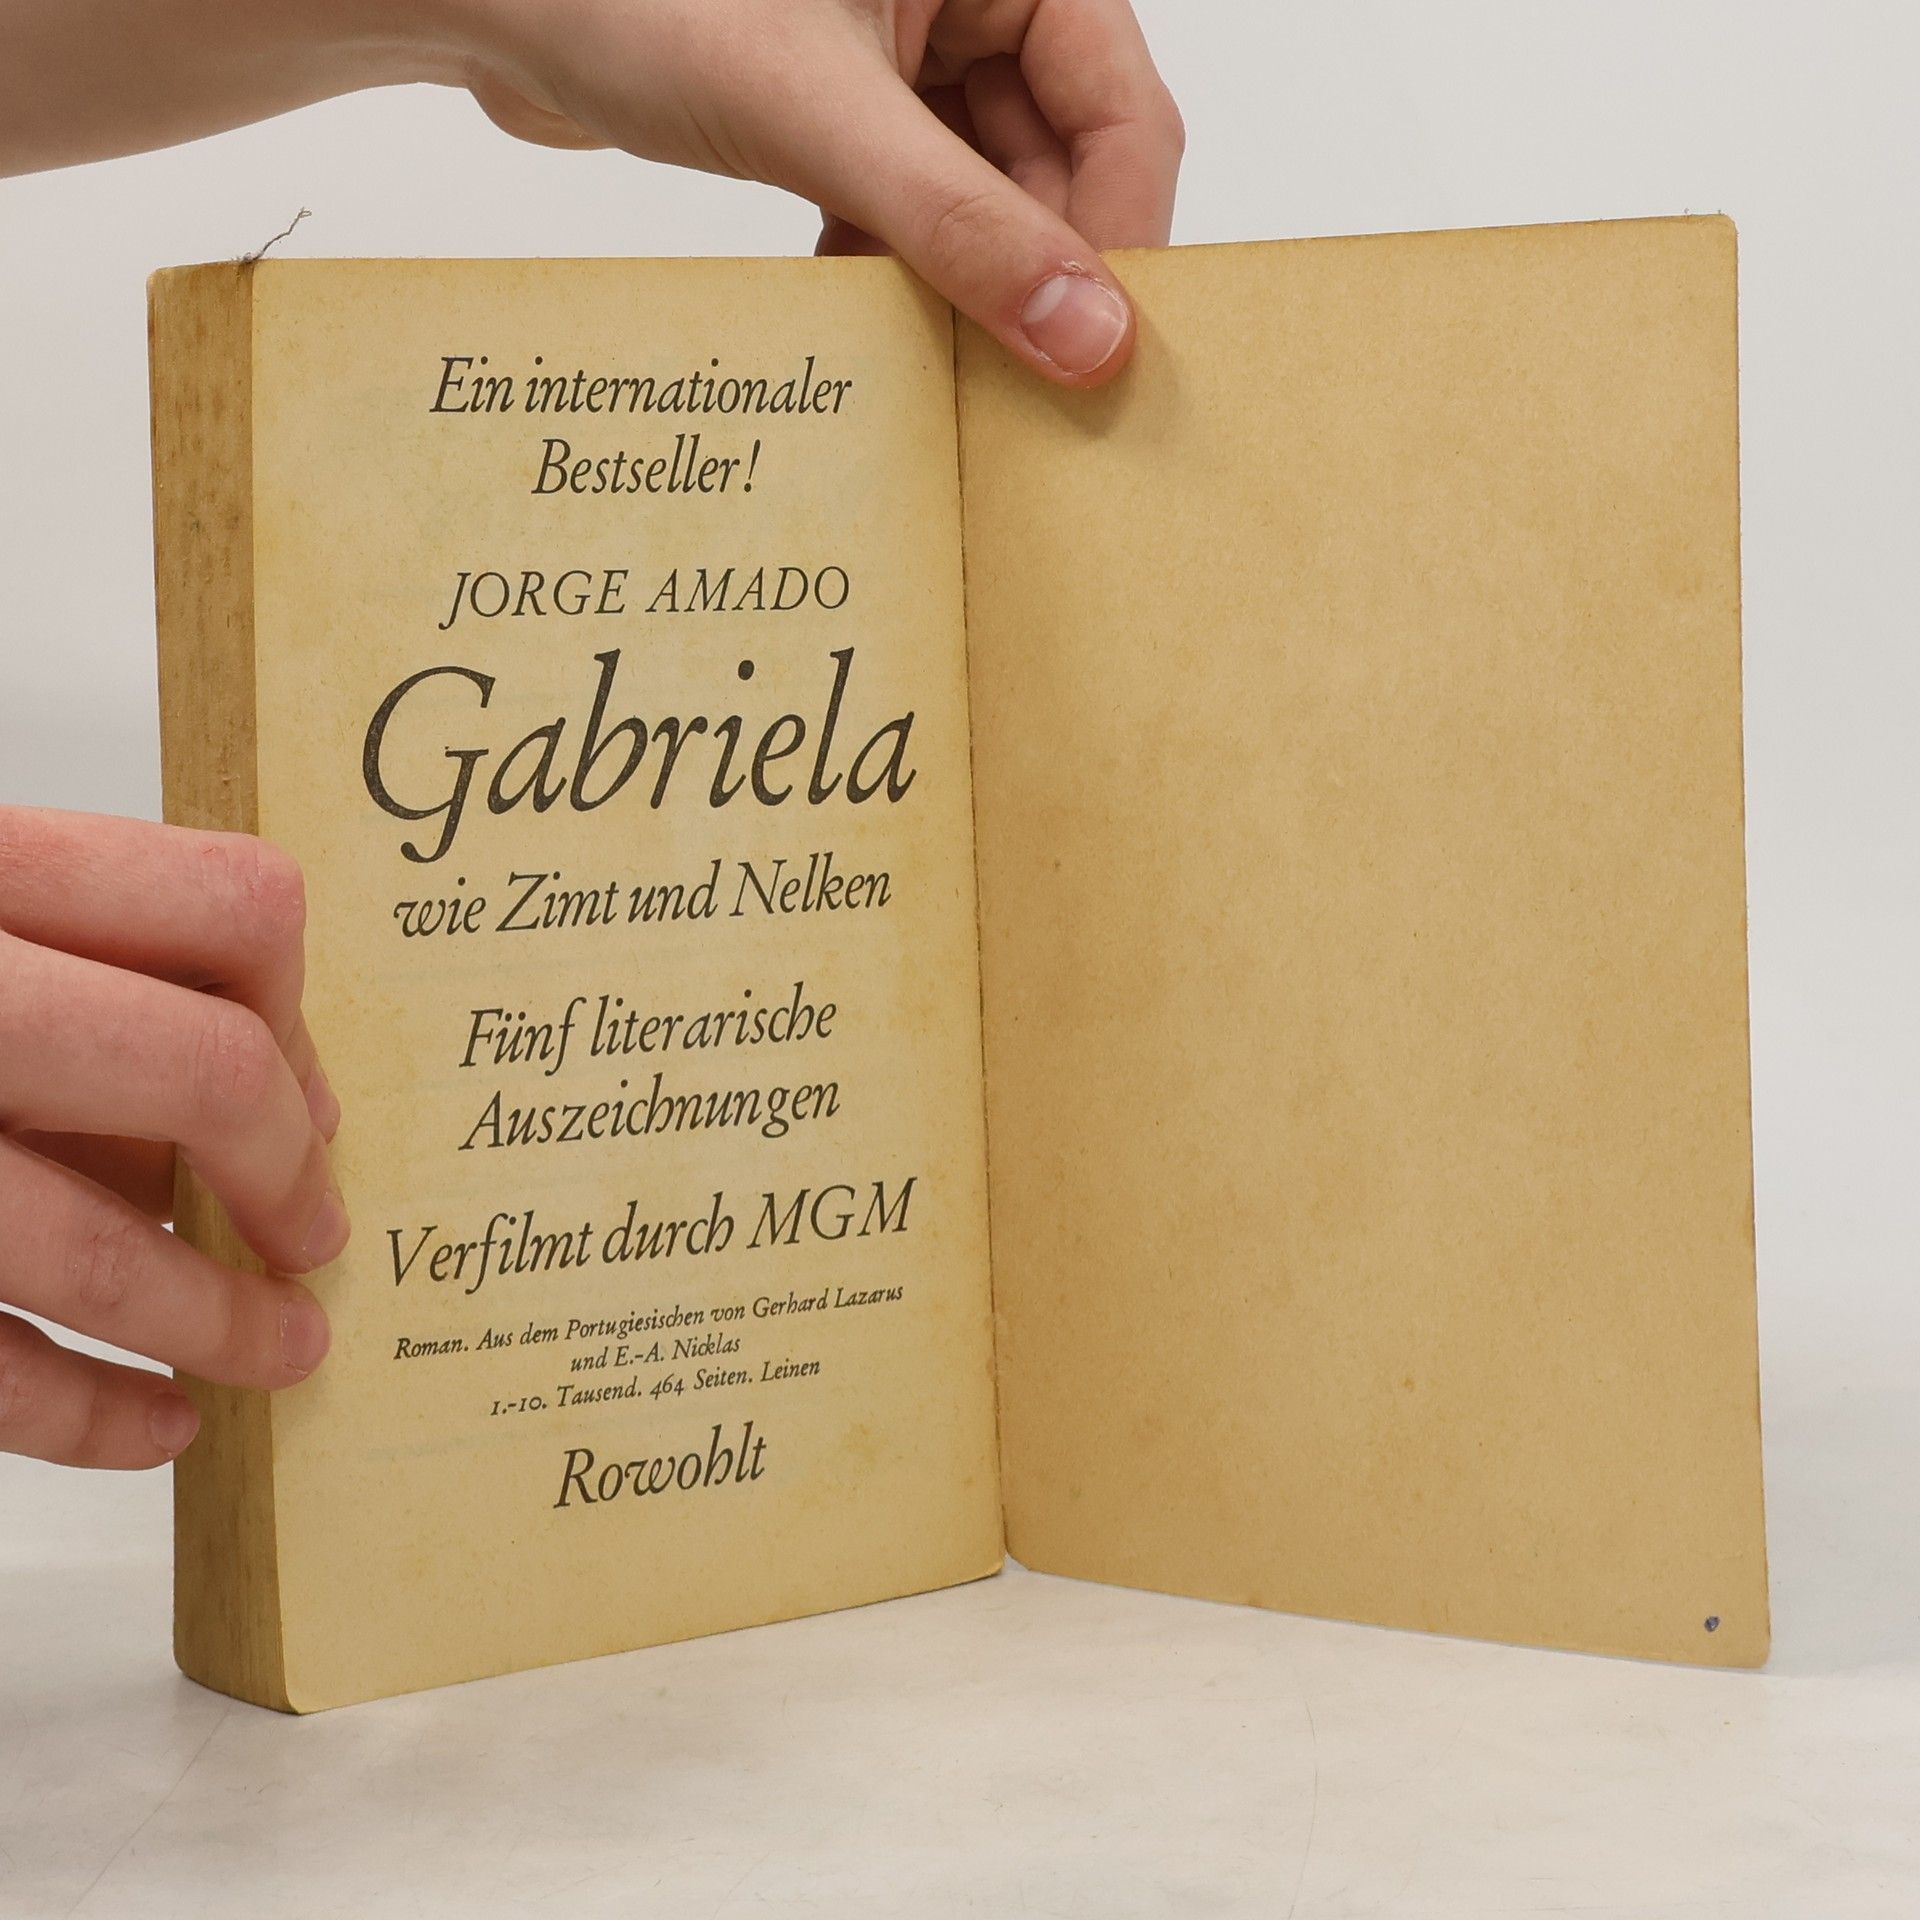 Ein internationaler
Bestseller!
JORGE AMADO
Gabriela
wie Zimt und Nelken
Fünf literarische
Auszeichnungen
Verfilmt durch MGM
Roman. Aus dem Portugiesischen von Gerhard Lazarus
und E.-A. Nicklas
1.-10. Tausend. 464 Seiten. Leinen
Rowohlt